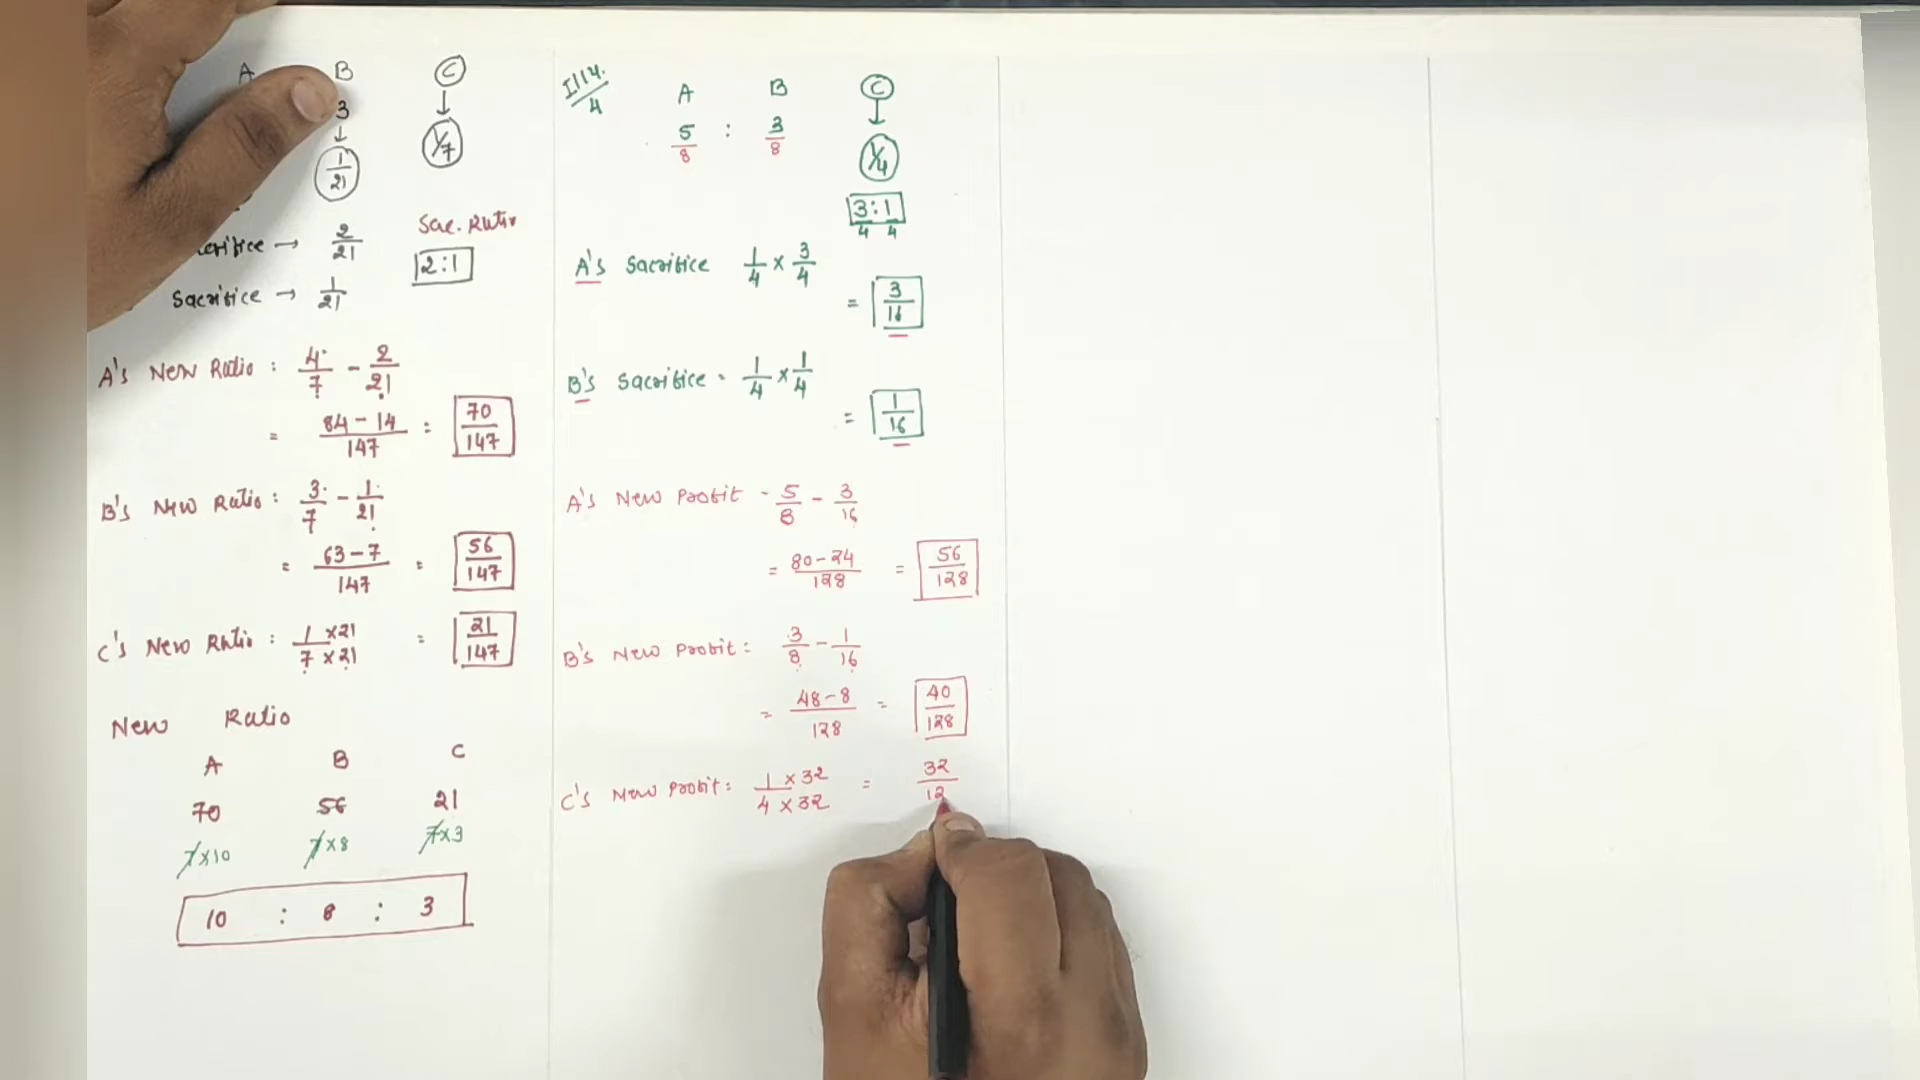 A B C
3
1/21 1/7
Sac. Ratio
2/21
2:1
Sacrifice → 1/21
A's New Ratio : 4/7 - 2/21
= 84 - 14/147 = 70/147
B's New Ratio : 3/7 - 1/21
= 63 - 7/147 = 56/147
C's New Ratio : 1 x 21/7 x 21 = 21/147
New Ratio
A B C
70 56 21
7x10 7x8 7x3
10 : 8 : 3
Ill 4.
4
A B C
5/8 : 3/8 1/4
3:1
4 4
A's Sacrifice 1/4 x 3/4
= 3/16
B's Sacrifice = 1/4 x 1/4
= 1/16
A's New Profit - 5/8 - 3/16
= 80 - 24/128 = 56/128
B's New Profit = 3/8 - 1/16
= 48 - 8/128 = 40/128
C's New Profit : 1 x 32/4 x 32 = 32/12